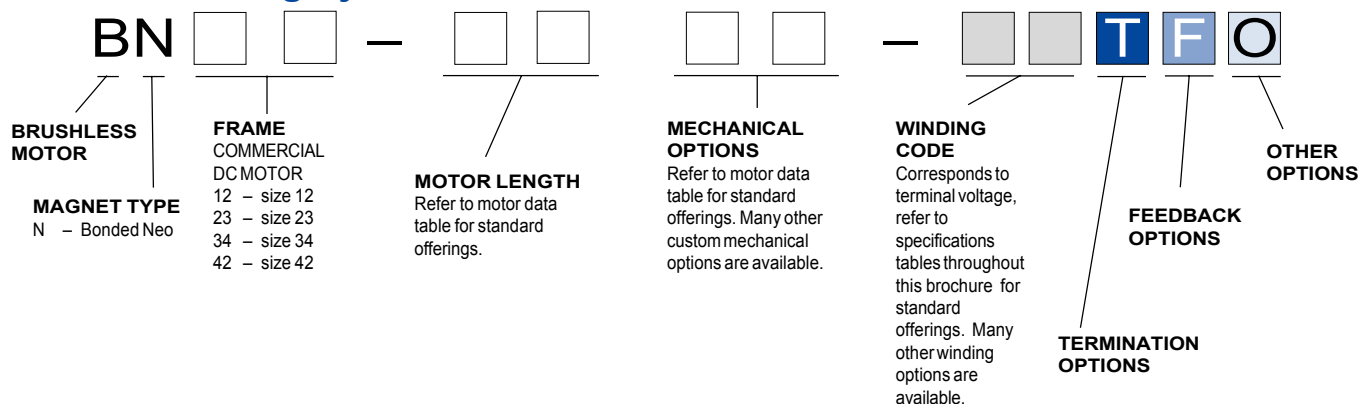 BN — — T F O
BRUSHLESS
MOTOR
MAGNET TYPE
N – Bonded Neo
FRAME
COMMERCIAL
DC MOTOR
12 – size 12
23 – size 23
34 – size 34
42 – size 42
MOTOR LENGTH
Refer to motor data
table for standard
offerings.
MECHANICAL
OPTIONS
Refer to motor data
table for standard
offerings. Many other
custom mechanical
options are available.
WINDING
CODE
Corresponds to
terminal voltage,
refer to
specifications
tables throughout
this brochure for
standard
offerings. Many
other winding
options are
available.
TERMINATION
OPTIONS
FEEDBACK
OPTIONS
OTHER
OPTIONS